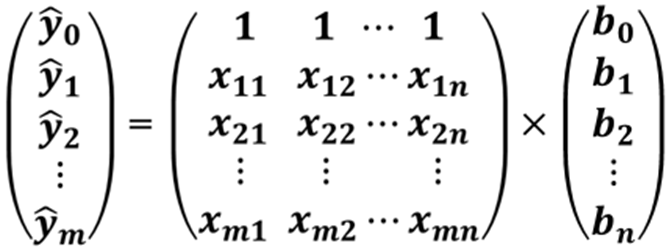 ŷ₀ 1 1 ⋯ 1 b₀
ŷ₁ x₁₁ x₁₂ ⋯ x₁ₙ b₁
ŷ₂ = x₂₁ x₂₂ ⋯ x₂ₙ × b₂
⋮ ⋮ ⋮ ⋮ ⋮
ŷₘ xₘ₁ xₘ₂ ⋯ xₘₙ bₙ